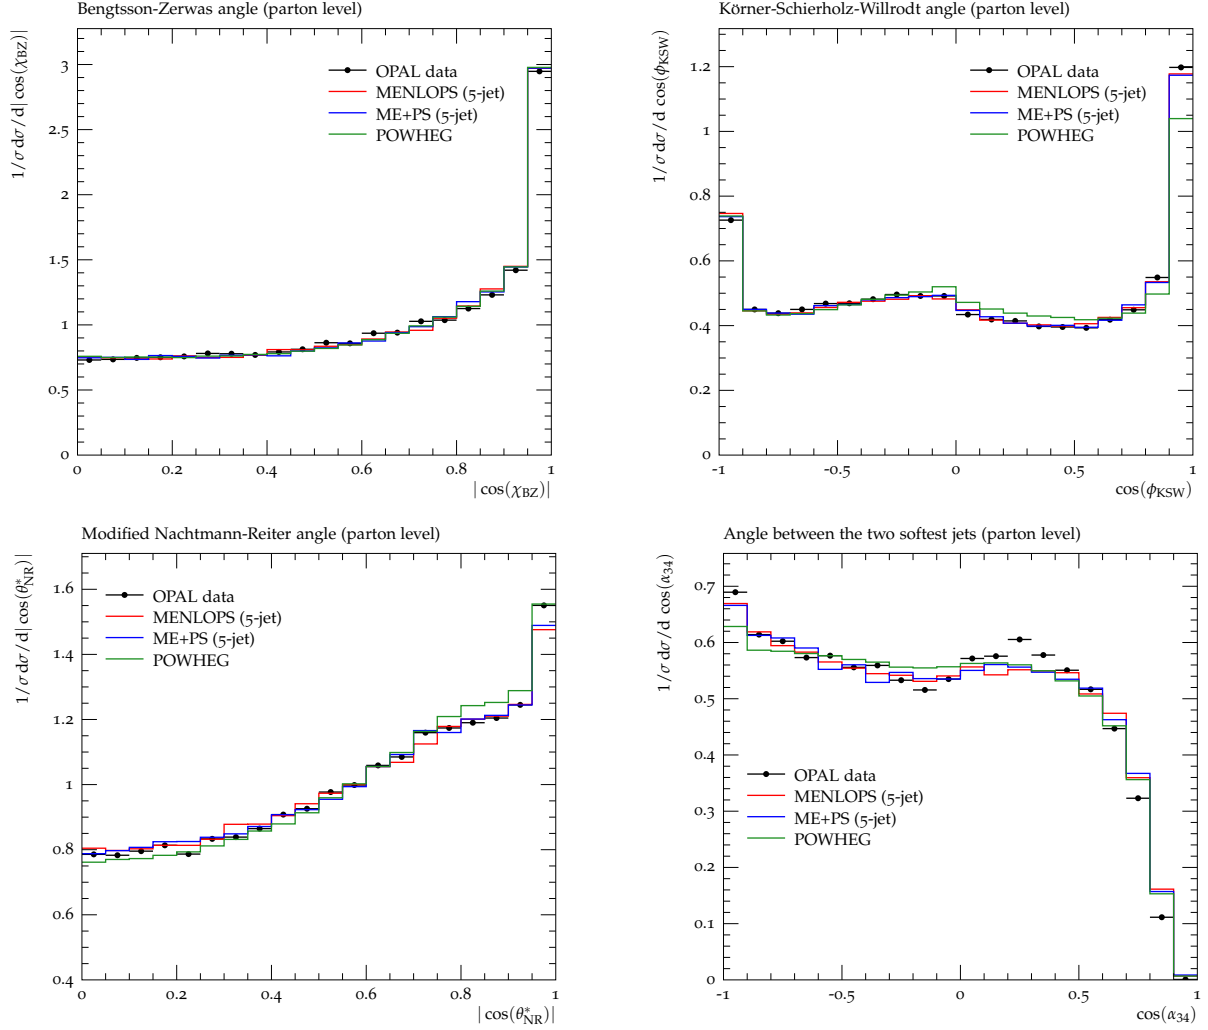 Bengtsson-Zerwas angle (parton level)
1/σ dσ/d| cos(χBZ)|
OPAL data
MENLOPS (5-jet)
ME+PS (5-jet)
POWHEG
3
2.5
2
1.5
1
0.5
0
0 0.2 0.4 0.6 0.8 1
| cos(χBZ)|
Körner-Schierholz-Willrodt angle (parton level)
1/σ dσ/d cos(ϕKSW)
OPAL data
MENLOPS (5-jet)
ME+PS (5-jet)
POWHEG
1.2
1
0.8
0.6
0.4
0.2
0
-1 -0.5 0 0.5 1
cos(ϕKSW)
Modified Nachtmann-Reiter angle (parton level)
1/σ dσ/d| cos(θ*NR)|
OPAL data
MENLOPS (5-jet)
ME+PS (5-jet)
POWHEG
1.6
1.4
1.2
1
0.8
0.6
0.4
0 0.2 0.4 0.6 0.8 1
| cos(θ*NR)|
Angle between the two softest jets (parton level)
1/σ dσ/d cos(α34)
0.7
0.6
0.5
0.4
0.3
0.2
0.1
0
OPAL data
MENLOPS (5-jet)
ME+PS (5-jet)
POWHEG
-1 -0.5 0 0.5 1
cos(α34)